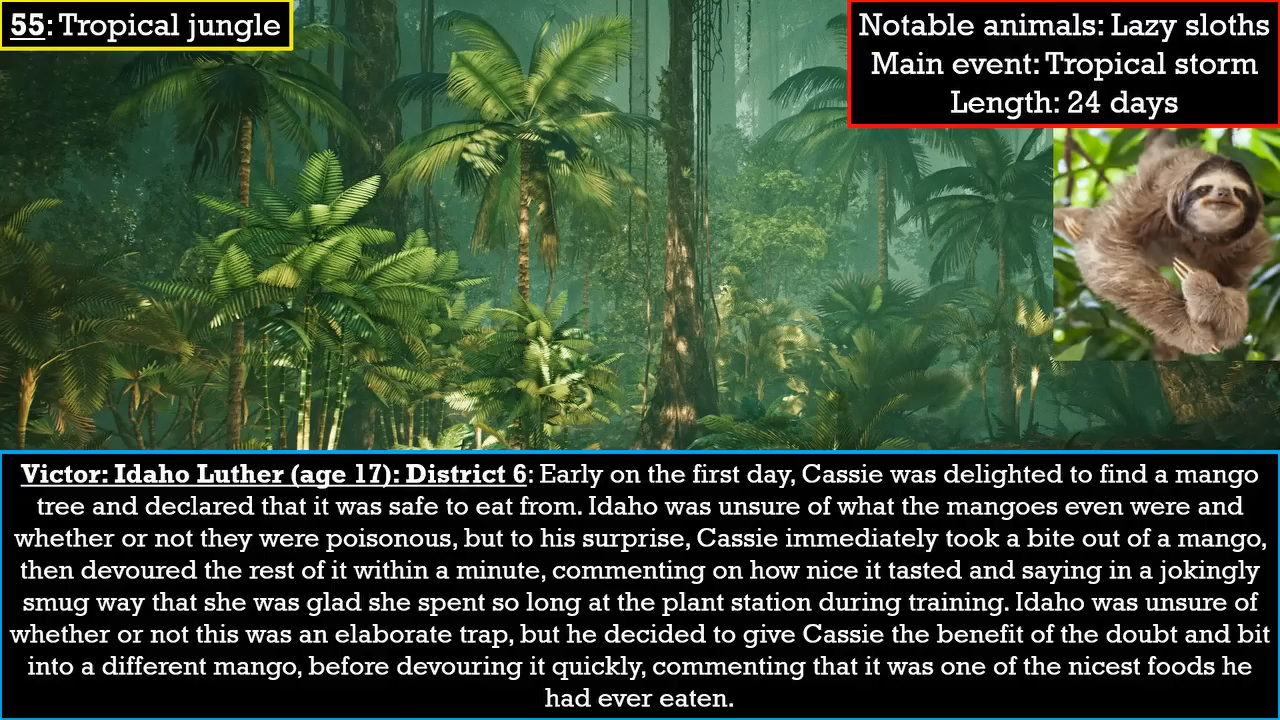 55: Tropical jungle
Notable animals: Lazy sloths
Main event: Tropical storm
Length: 24 days
Victor: Idaho Luther (age 17): District 6: Early on the first day, Cassie was delighted to find a mango
tree and declared that it was safe to eat from. Idaho was unsure of what the mangoes even were and
whether or not they were poisonous, but to his surprise, Cassie immediately took a bite out of a mango,
then devoured the rest of it within a minute, commenting on how nice it tasted and saying in a jokingly
smug way that she was glad she spent so long at the plant station during training. Idaho was unsure of
whether or not this was an elaborate trap, but he decided to give Cassie the benefit of the doubt and bit
into a different mango, before devouring it quickly, commenting that it was one of the nicest foods he
had ever eaten.